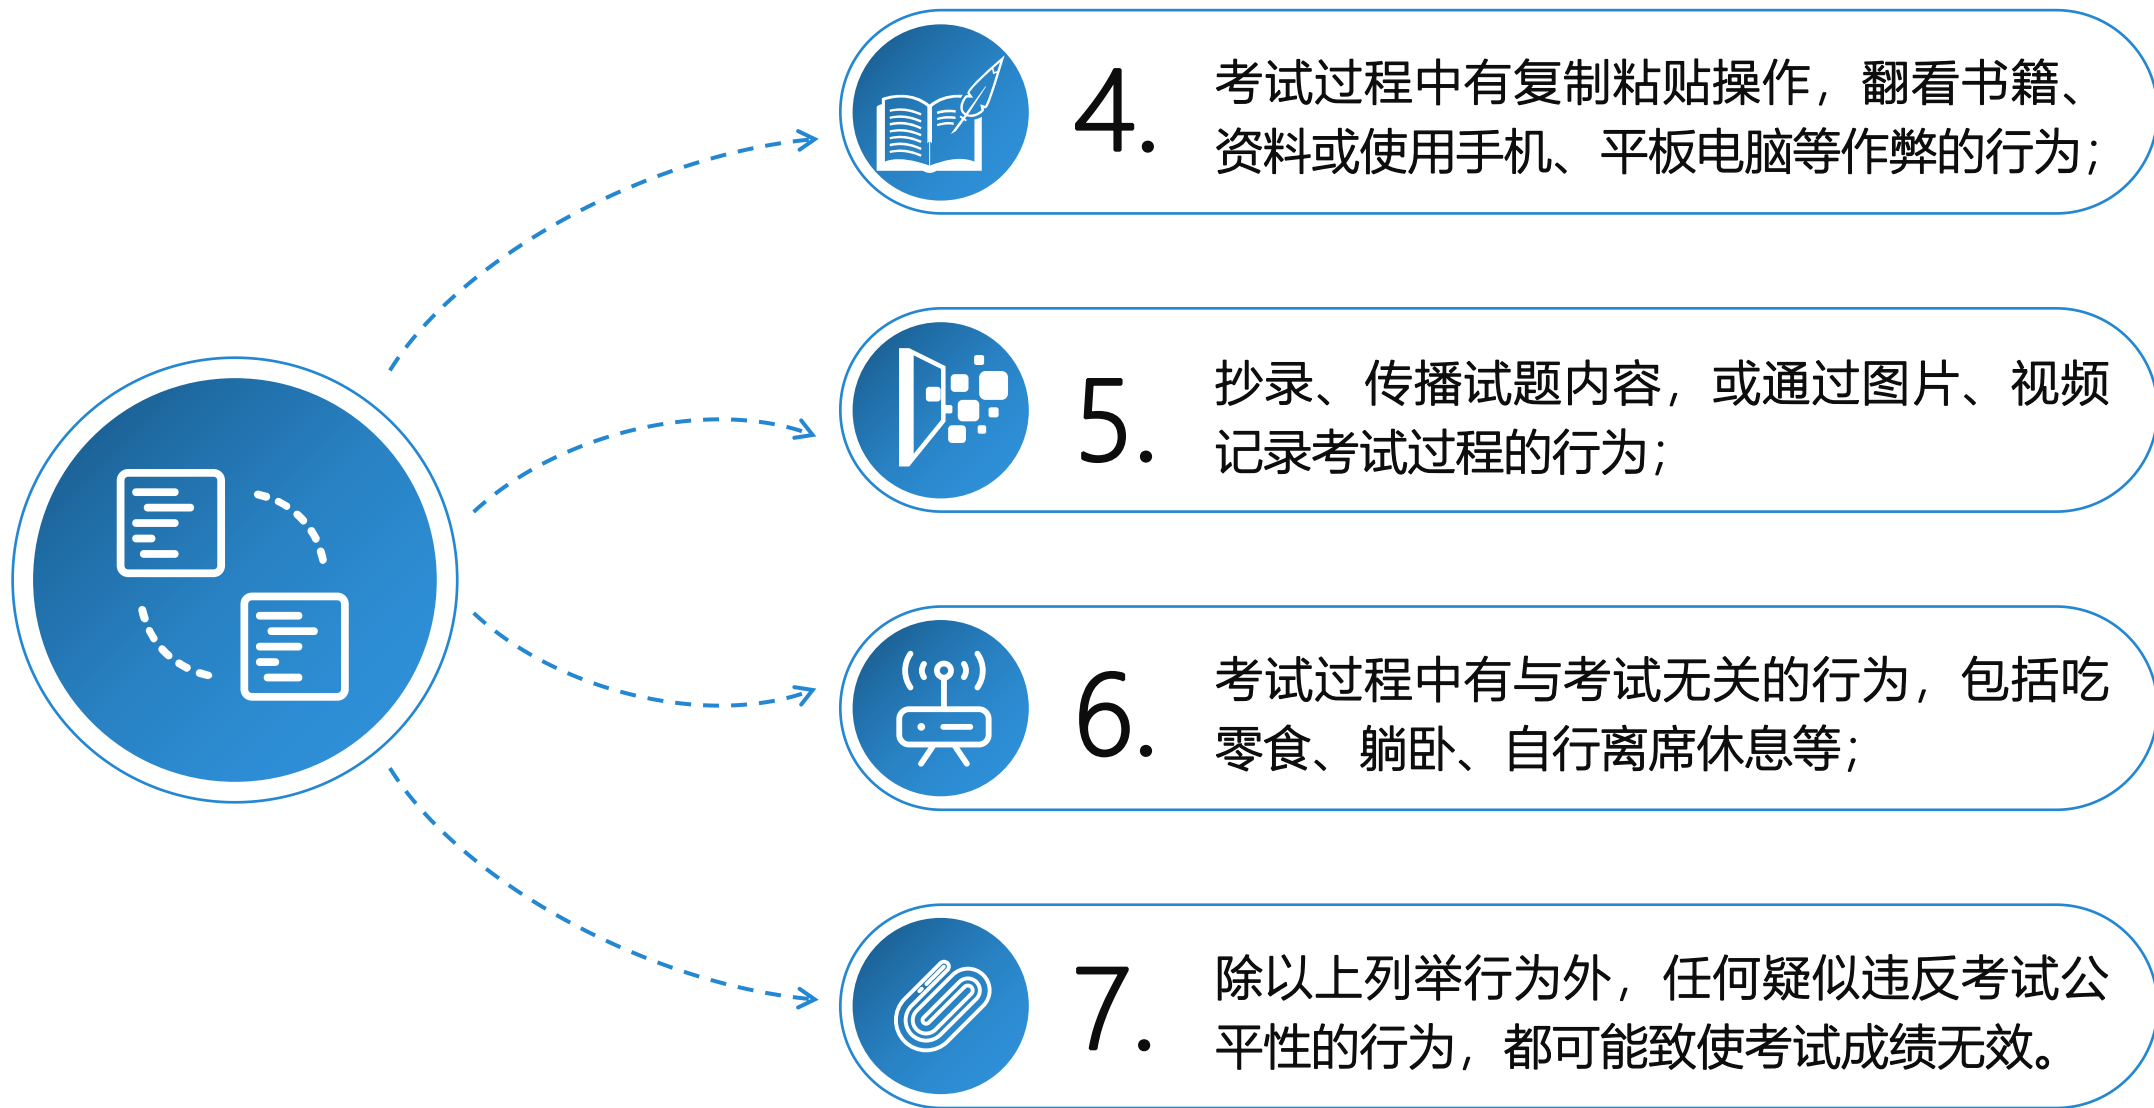 4.
考试过程中有复制粘贴操作，翻看书籍、
资料或使用手机、平板电脑等作弊的行为；
5.
抄录、传播试题内容，或通过图片、视频
记录考试过程的行为；
6.
考试过程中有与考试无关的行为，包括吃
零食、躺卧、自行离席休息等；
7.
除以上列举行为外，任何疑似违反考试公
平性的行为，都可能致使考试成绩无效。